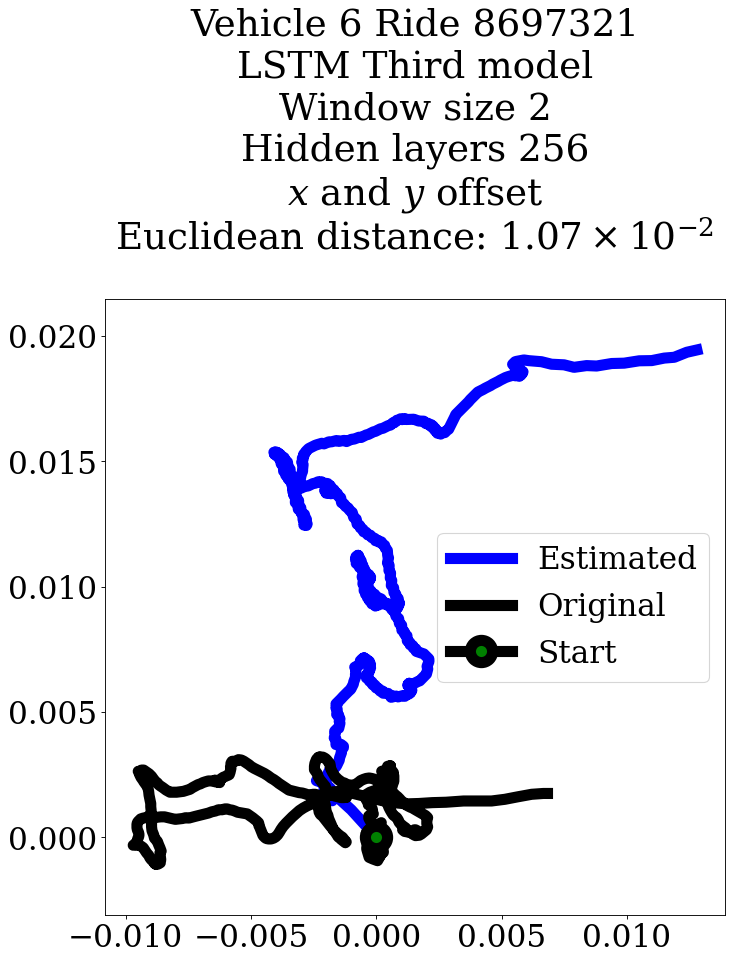 Vehicle 6 Ride 8697321
LSTM Third model
Window size 2
Hidden layers 256
x and y offset
Euclidean distance: 1.07 × 10⁻²
0.020
0.015
0.010
0.005
0.000
Estimated
Original
Start
−0.010 −0.005 0.000 0.005 0.010